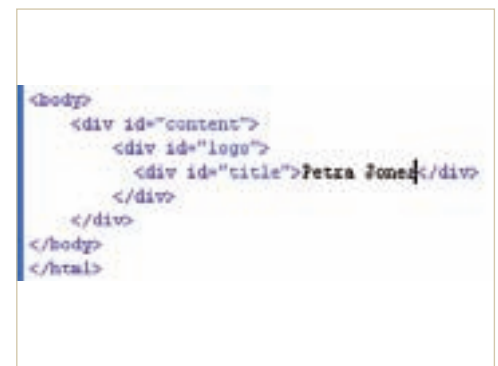 <body>
<div id="content">
<div id="logo">
<div id="title">Petra Jones</div>
</div>
</div>
</body>
</html>